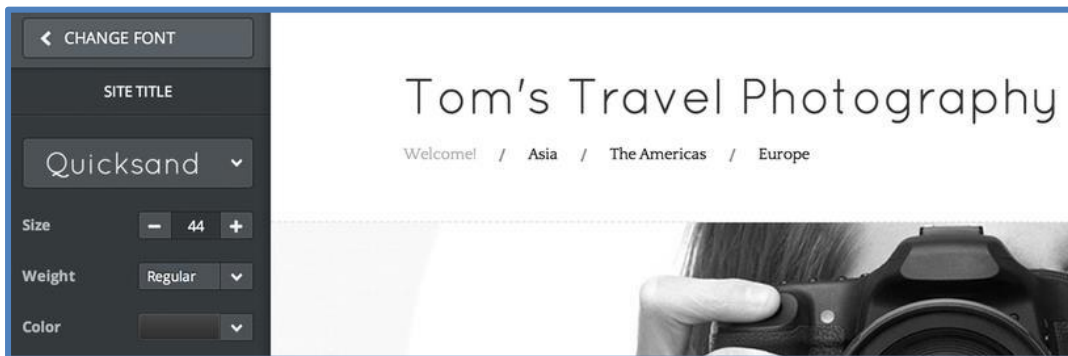 CHANGE FONT
SITE TITLE
Quicksand
Size 44
Weight Regular
Color
Tom's Travel Photography
Welcome! / Asia / The Americas / Europe